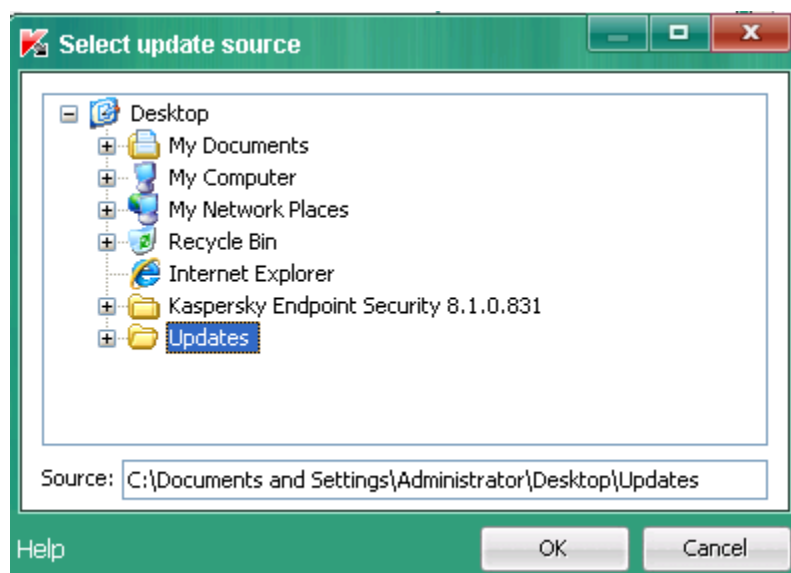 Select update source
Desktop
My Documents
My Computer
My Network Places
Recycle Bin
Internet Explorer
Kaspersky Endpoint Security 8.1.0.831
Updates
Source: C:\Documents and Settings\Administrator\Desktop\Updates
Help OK Cancel